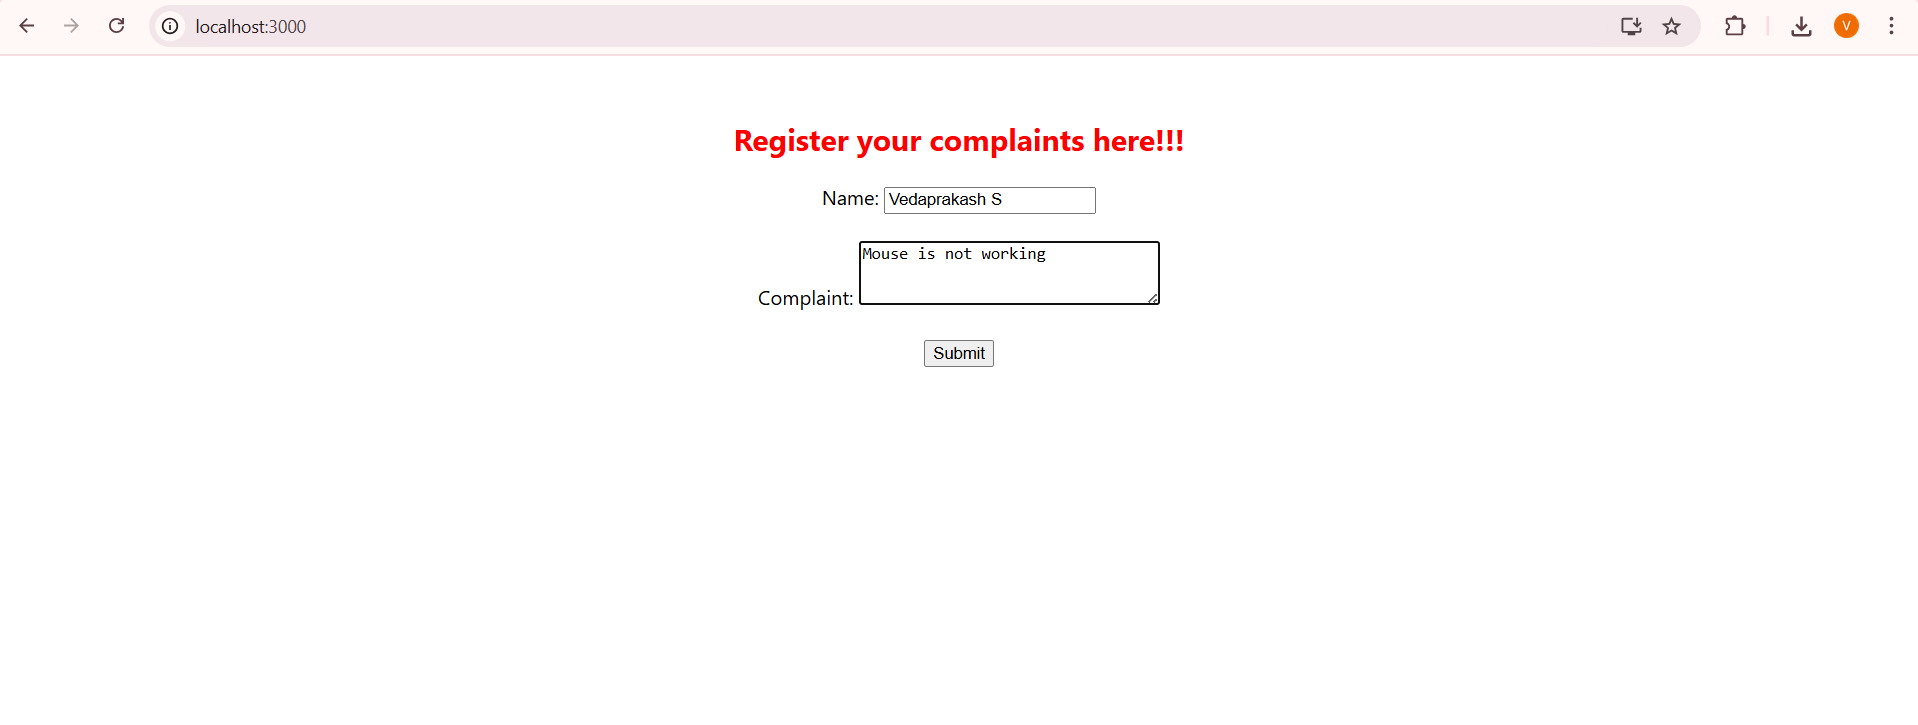 localhost:3000
V
Register your complaints here!!!
Name: Vedaprakash S
Complaint: Mouse is not working
Submit